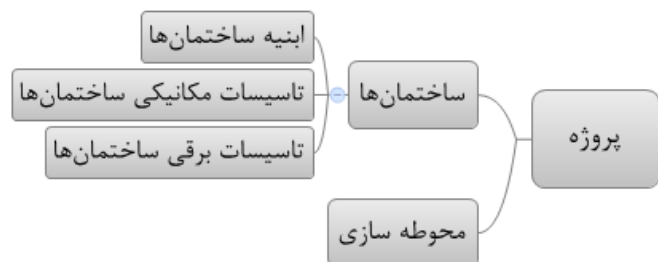 پروژه
ساختمان‌ها
ابنیه ساختمان‌ها
تاسیسات مکانیکی ساختمان‌ها
تاسیسات برقی ساختمان‌ها
محوطه سازی